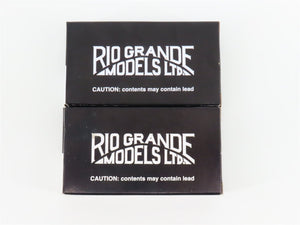 RIO GRANDE
MODELS LTD.
CAUTION: contents may contain lead
RIO GRANDE
MODELS LTD.
CAUTION: contents may contain lead